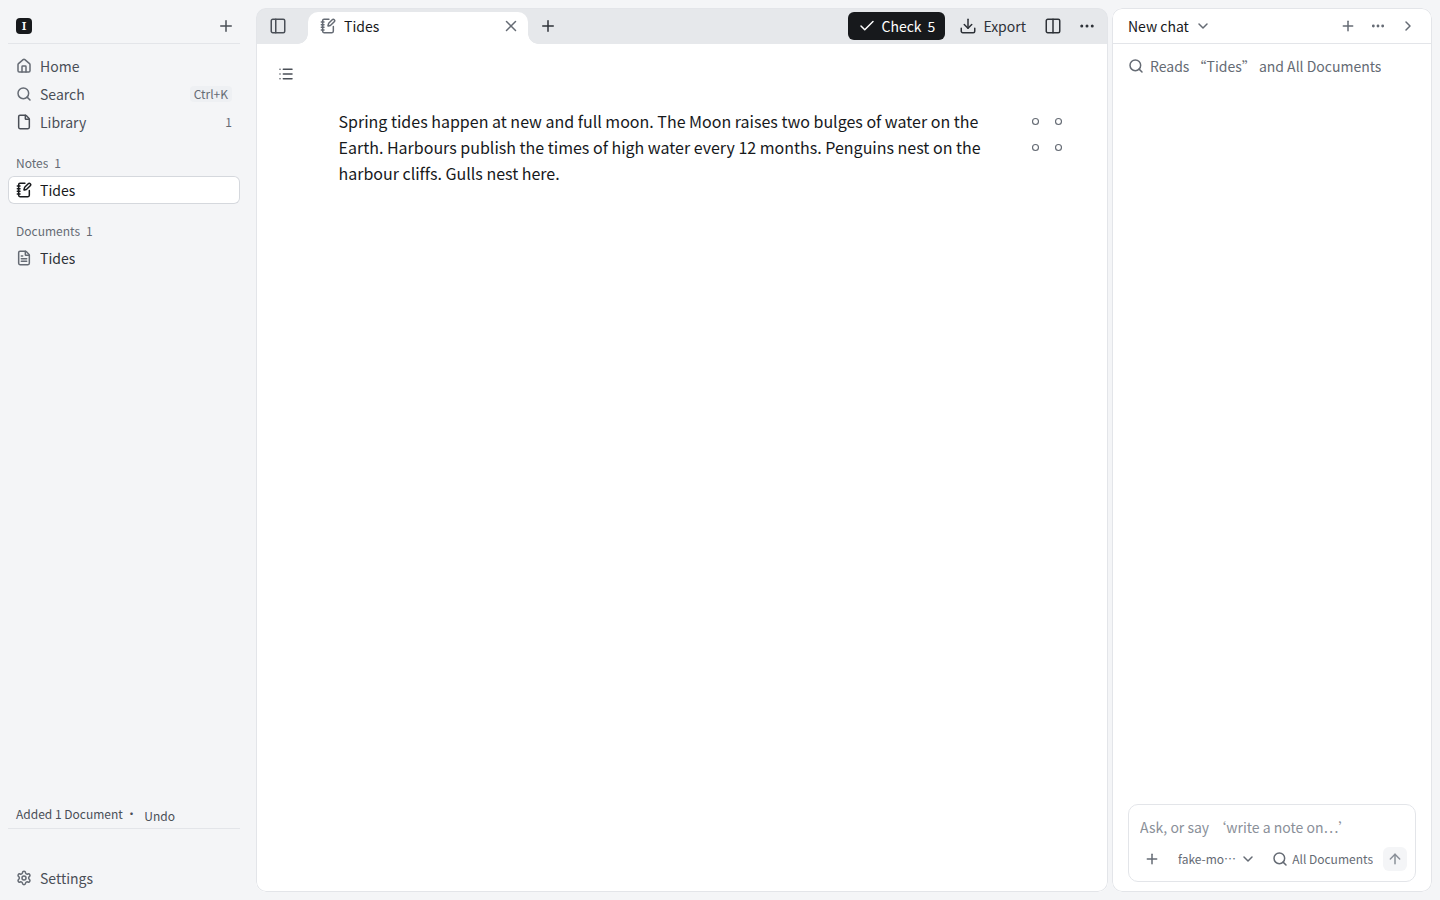 I
Home
Search Ctrl+K
Library 1
Notes 1
Tides
Documents 1
Tides
Added 1 Document • Undo
Settings
Tides
Check 5
Export
Spring tides happen at new and full moon. The Moon raises two bulges of water on the
Earth. Harbours publish the times of high water every 12 months. Penguins nest on the
harbour cliffs. Gulls nest here.
New chat
Reads “Tides” and All Documents
Ask, or say ‘write a note on…’
fake-mo… All Documents